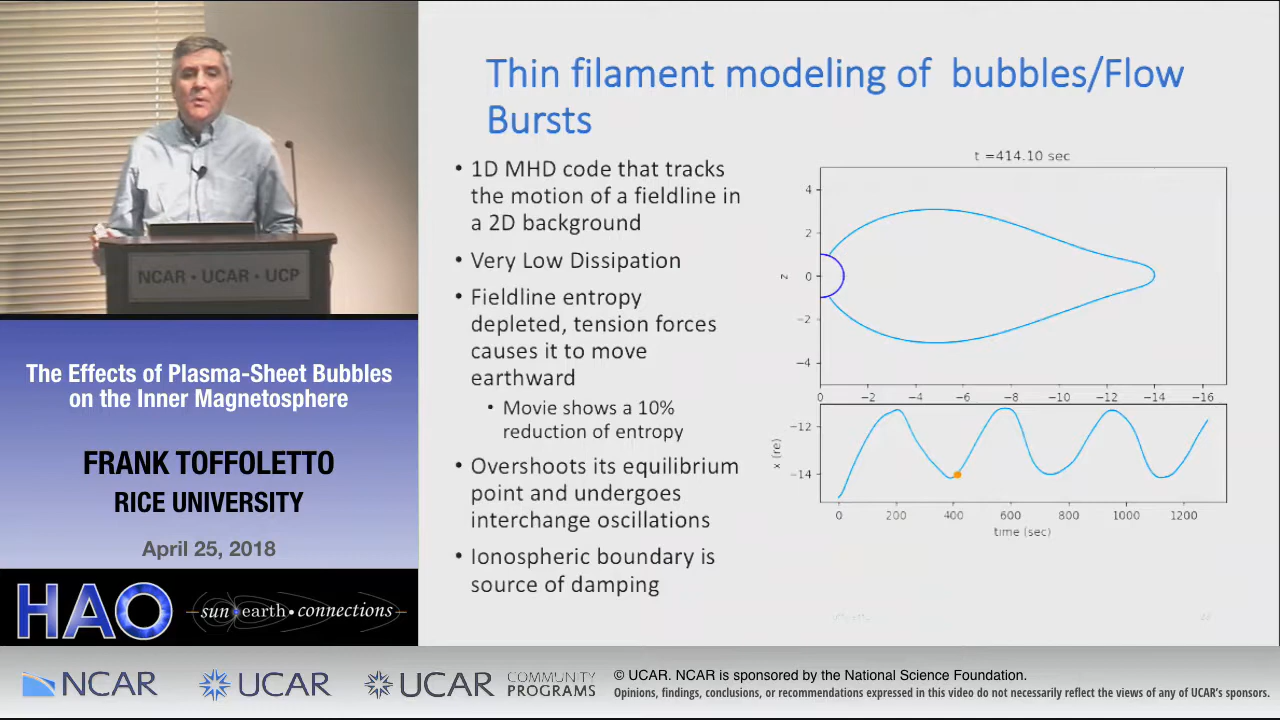 Thin filament modeling of bubbles/Flow
Bursts
• 1D MHD code that tracks
the motion of a fieldline in
a 2D background
• Very Low Dissipation
• Fieldline entropy
depleted, tension forces
causes it to move
earthward
• Movie shows a 10%
reduction of entropy
• Overshoots its equilibrium
point and undergoes
interchange oscillations
• Ionospheric boundary is
source of damping
t =414.10 sec
4
2
0
−2
−4
z
0 −2 −4 −6 −8 −10 −12 −14 −16
−12
−14
x (re)
0 200 400 600 800 1000 1200
time (sec)
NCAR • UCAR • UCP
The Effects of Plasma-Sheet Bubbles
on the Inner Magnetosphere
FRANK TOFFOLETTO
RICE UNIVERSITY
April 25, 2018
HAO
sun•earth•connections
NCAR
UCAR
UCAR
COMMUNITY
PROGRAMS
© UCAR. NCAR is sponsored by the National Science Foundation.
Opinions, findings, conclusions, or recommendations expressed in this video do not necessarily reflect the views of any of UCAR's sponsors.